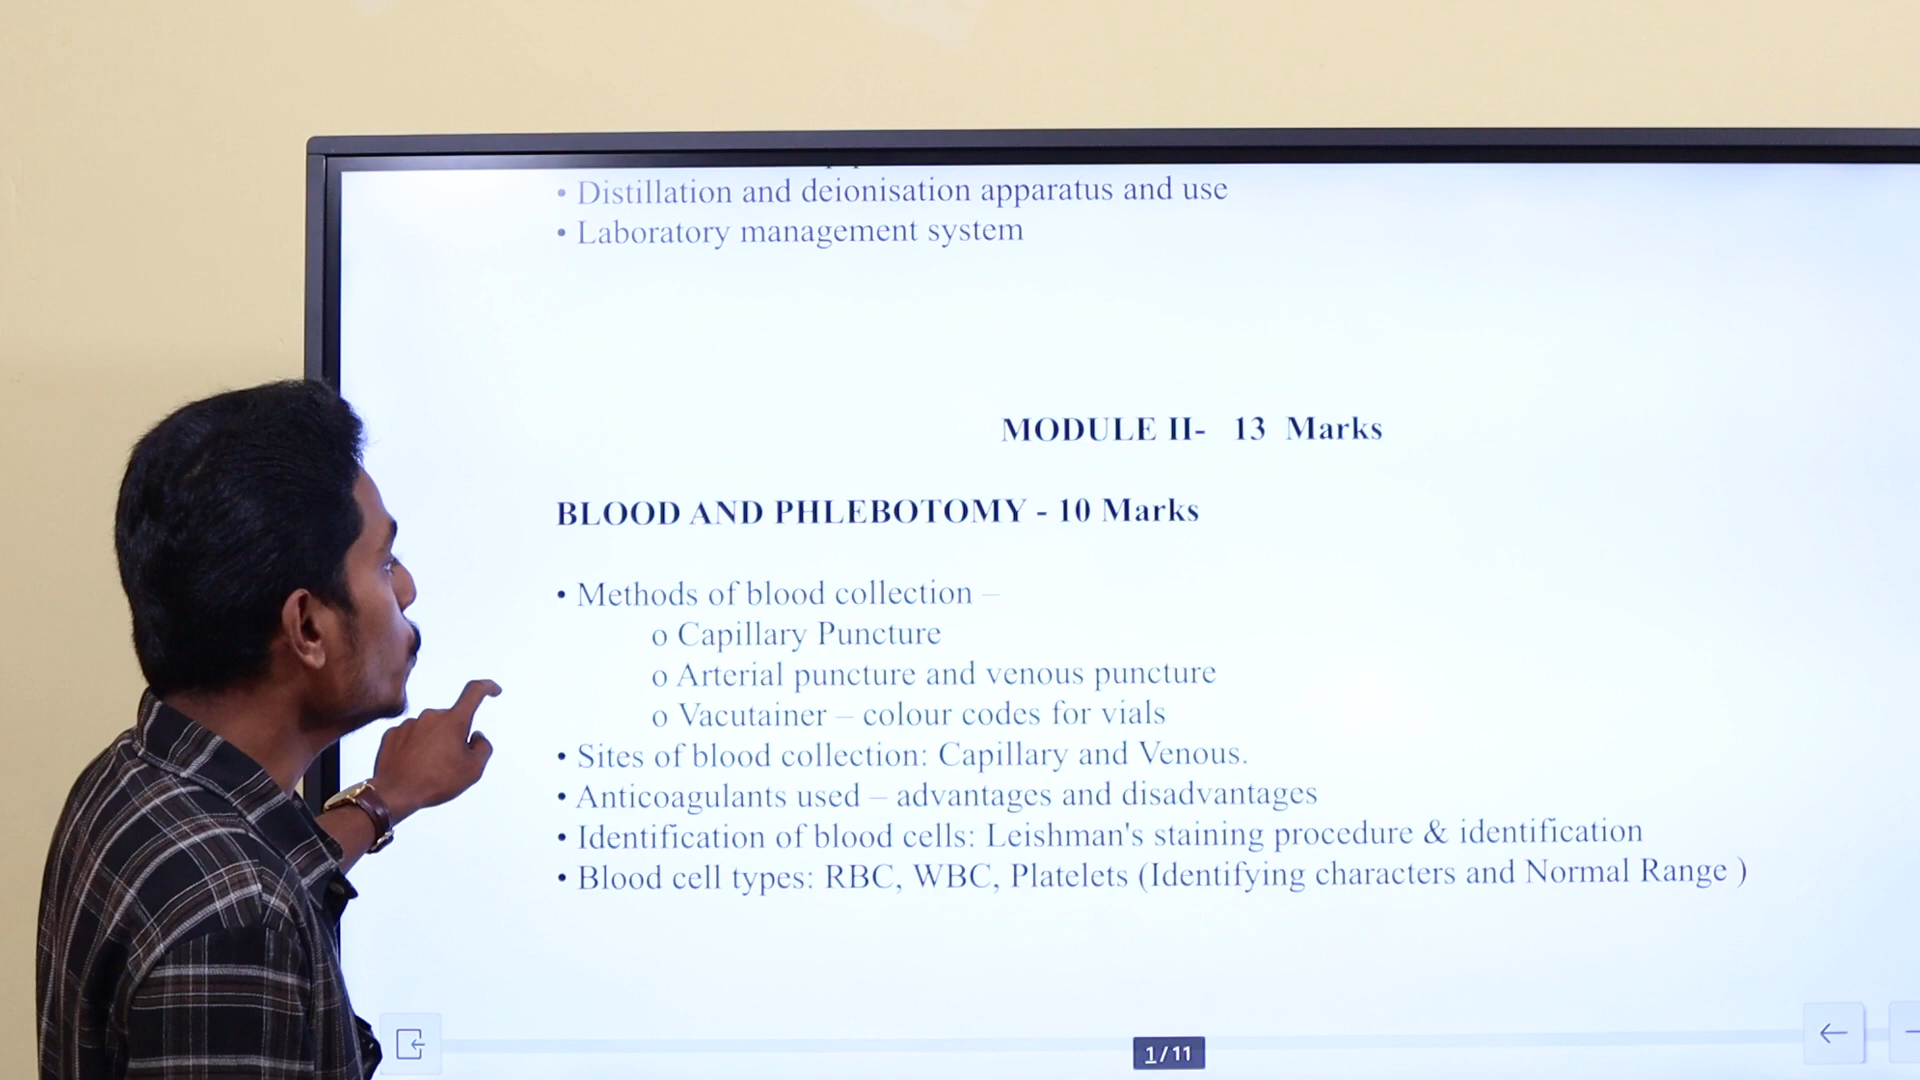 • Distillation and deionisation apparatus and use
• Laboratory management system
MODULE II- 13 Marks
BLOOD AND PHLEBOTOMY - 10 Marks
• Methods of blood collection –
o Capillary Puncture
o Arterial puncture and venous puncture
o Vacutainer – colour codes for vials
• Sites of blood collection: Capillary and Venous.
• Anticoagulants used – advantages and disadvantages
• Identification of blood cells: Leishman's staining procedure & identification
• Blood cell types: RBC, WBC, Platelets (Identifying characters and Normal Range )
1/11